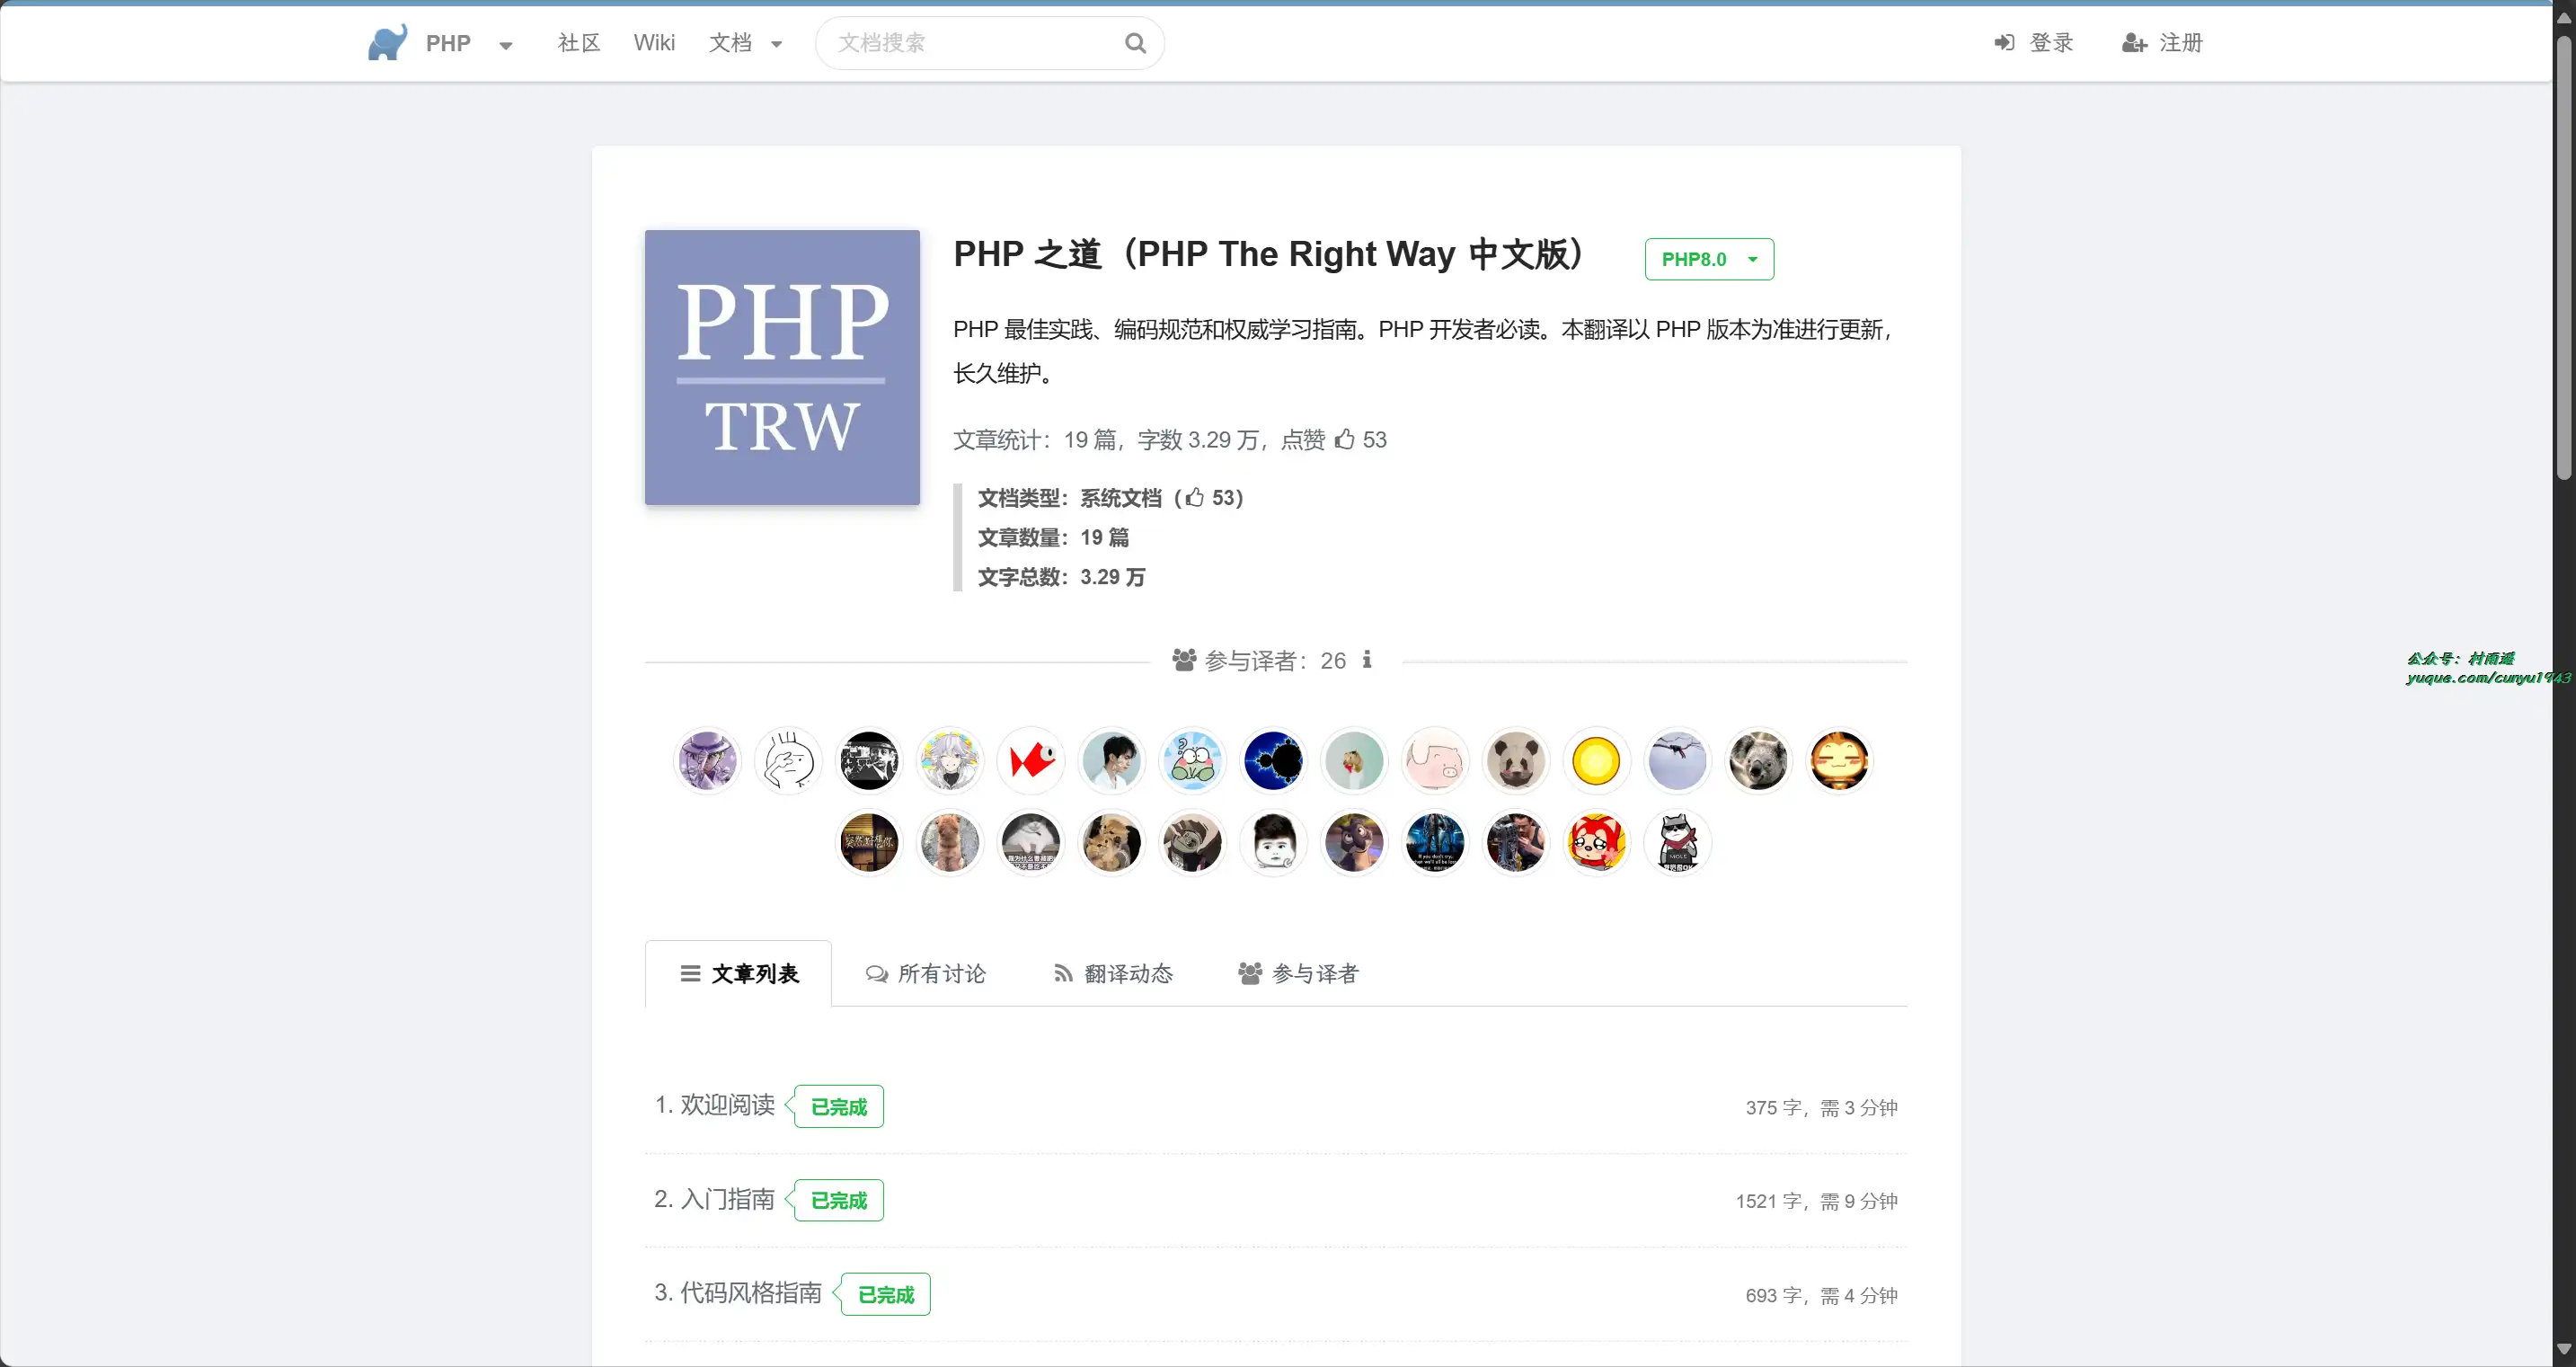 PHP 社区 Wiki 文档 文档搜索 登录 注册
PHP
TRW
PHP 之道（PHP The Right Way 中文版） PHP8.0
PHP 最佳实践、编码规范和权威学习指南。PHP 开发者必读。本翻译以 PHP 版本为准进行更新，
长久维护。
文章统计：19 篇，字数 3.29 万，点赞 53
文档类型：系统文档（ 53）
文章数量：19 篇
文字总数：3.29 万
参与译者：26
公众号：村雨遥
yuque.com/cunyu1943
文章列表 所有讨论 翻译动态 参与译者
1. 欢迎阅读 已完成 375 字，需 3 分钟
2. 入门指南 已完成 1521 字，需 9 分钟
3. 代码风格指南 已完成 693 字，需 4 分钟